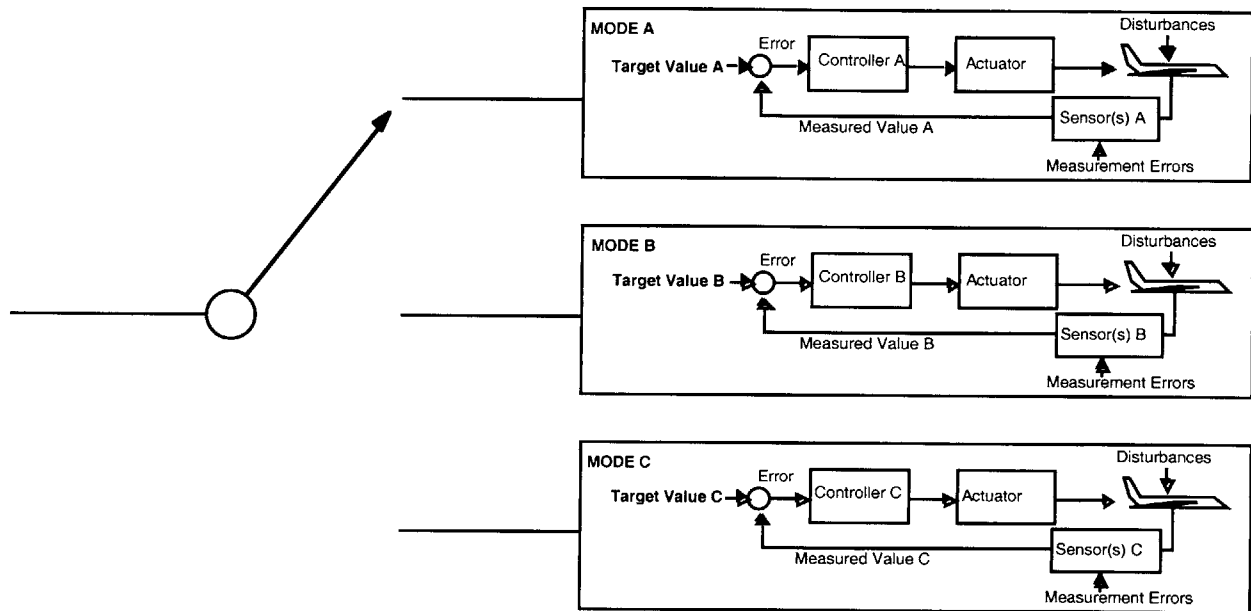 MODE A
Disturbances
Error
Target Value A
Controller A
Actuator
Measured Value A
Sensor(s) A
Measurement Errors
MODE B
Disturbances
Error
Target Value B
Controller B
Actuator
Measured Value B
Sensor(s) B
Measurement Errors
MODE C
Disturbances
Error
Target Value C
Controller C
Actuator
Measured Value C
Sensor(s) C
Measurement Errors